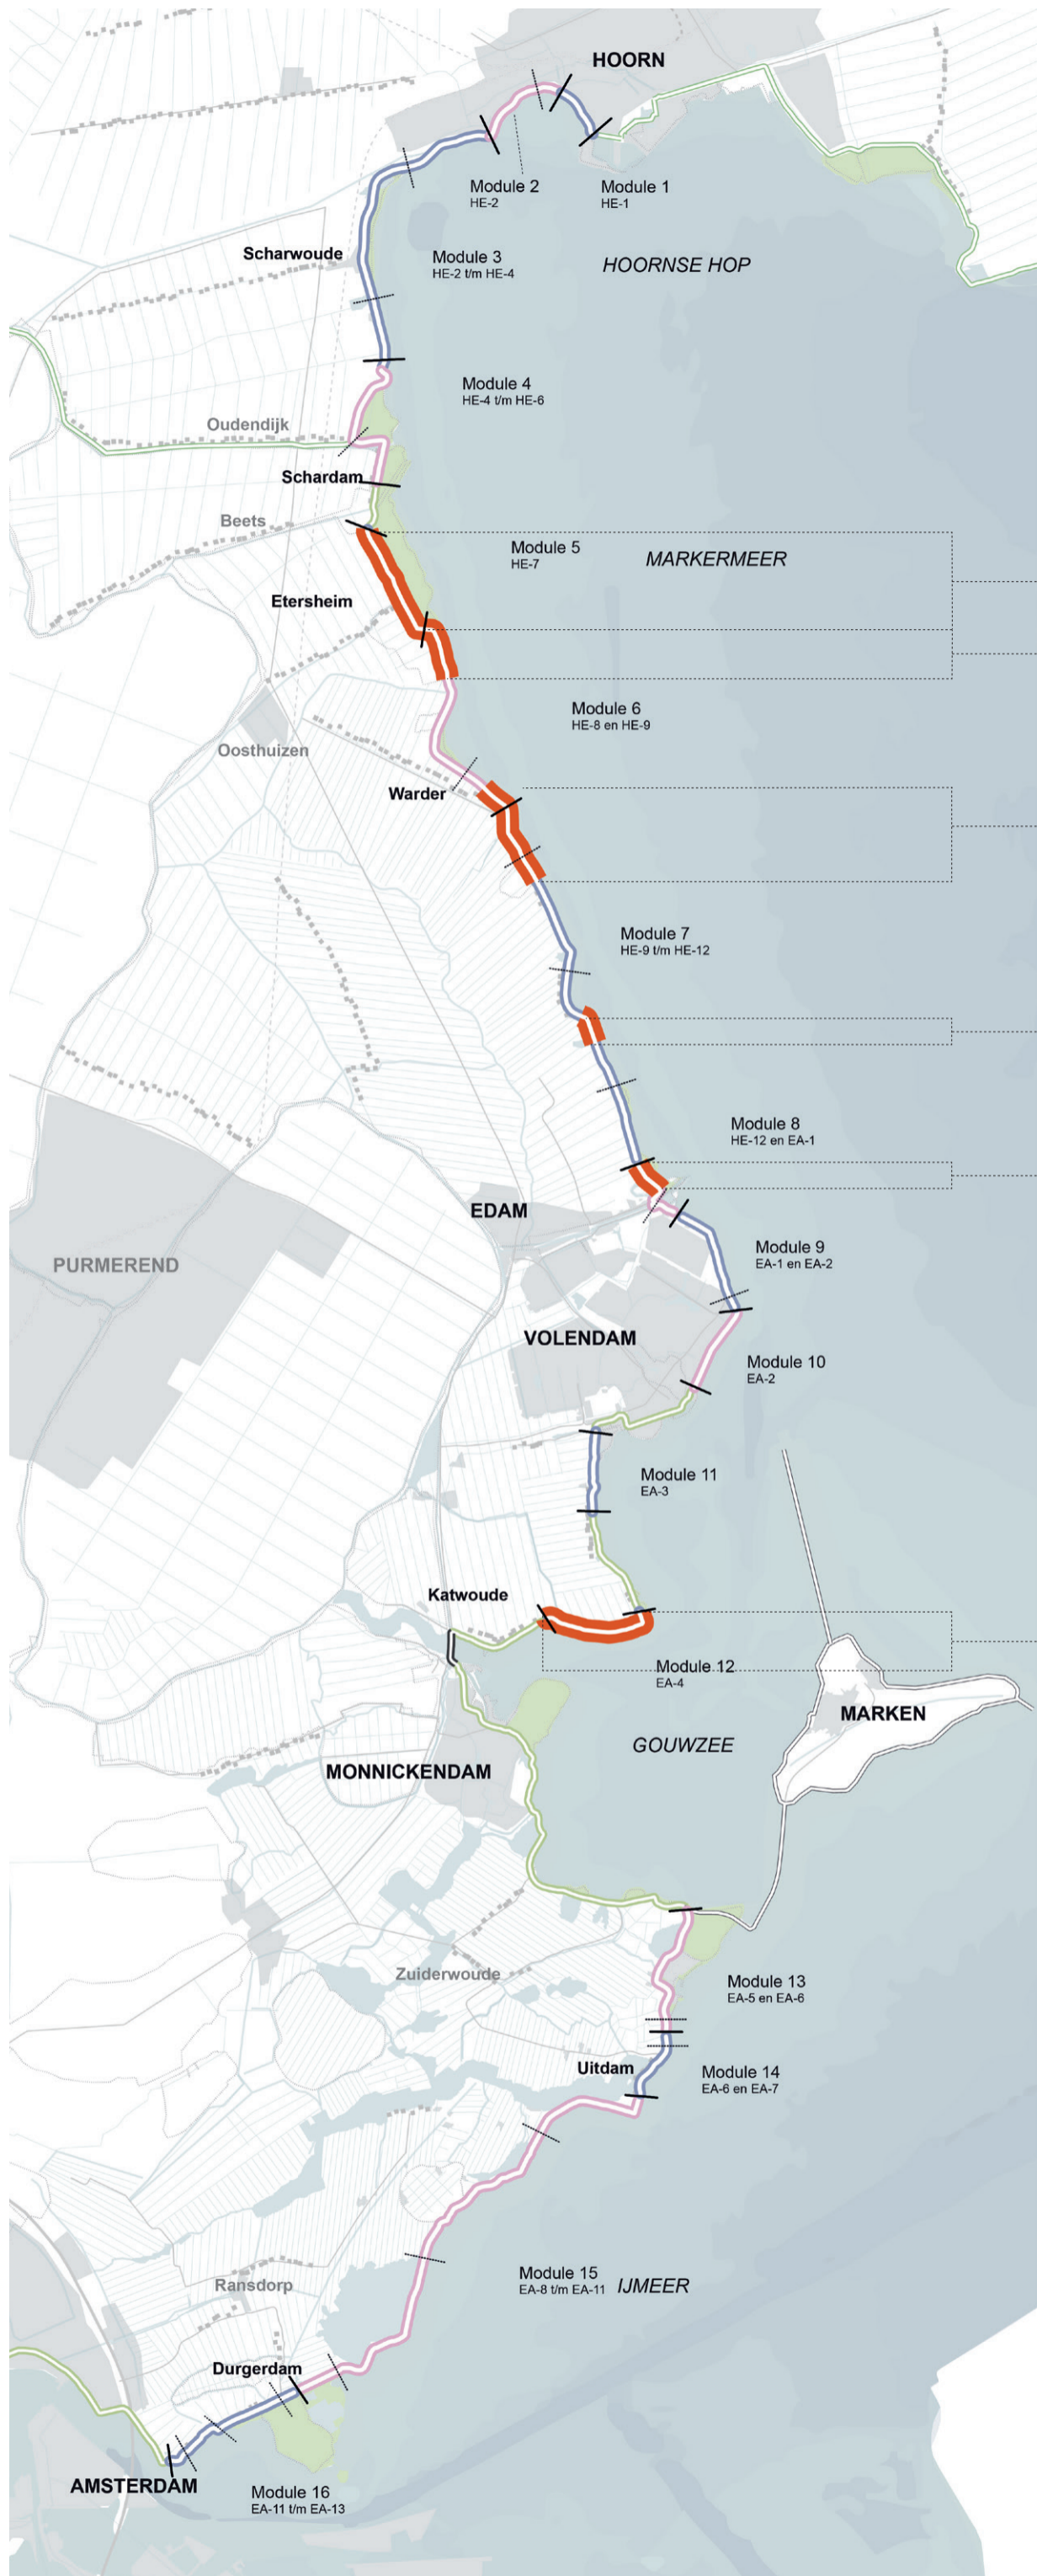 HOORN
Module 2
HE-2
Module 1
HE-1
Scharwoude
Module 3
HE-2 t/m HE-4
HOORNSE HOP
Module 4
HE-4 t/m HE-6
Oudendijk
Schardam
Beets
Module 5
HE-7
MARKERMEER
Etersheim
Module 6
HE-8 en HE-9
Oosthuizen
Warder
Module 7
HE-9 t/m HE-12
Module 8
HE-12 en EA-1
EDAM
Module 9
EA-1 en EA-2
PURMEREND
VOLENDAM
Module 10
EA-2
Module 11
EA-3
Katwoude
Module 12
EA-4
MARKEN
GOUWZEE
MONNICKENDAM
Zuiderwoude
Module 13
EA-5 en EA-6
Uitdam
Module 14
EA-6 en EA-7
Module 15
EA-8 t/m EA-11
IJMEER
Ransdorp
Durgerdam
AMSTERDAM
Module 16
EA-11 t/m EA-13